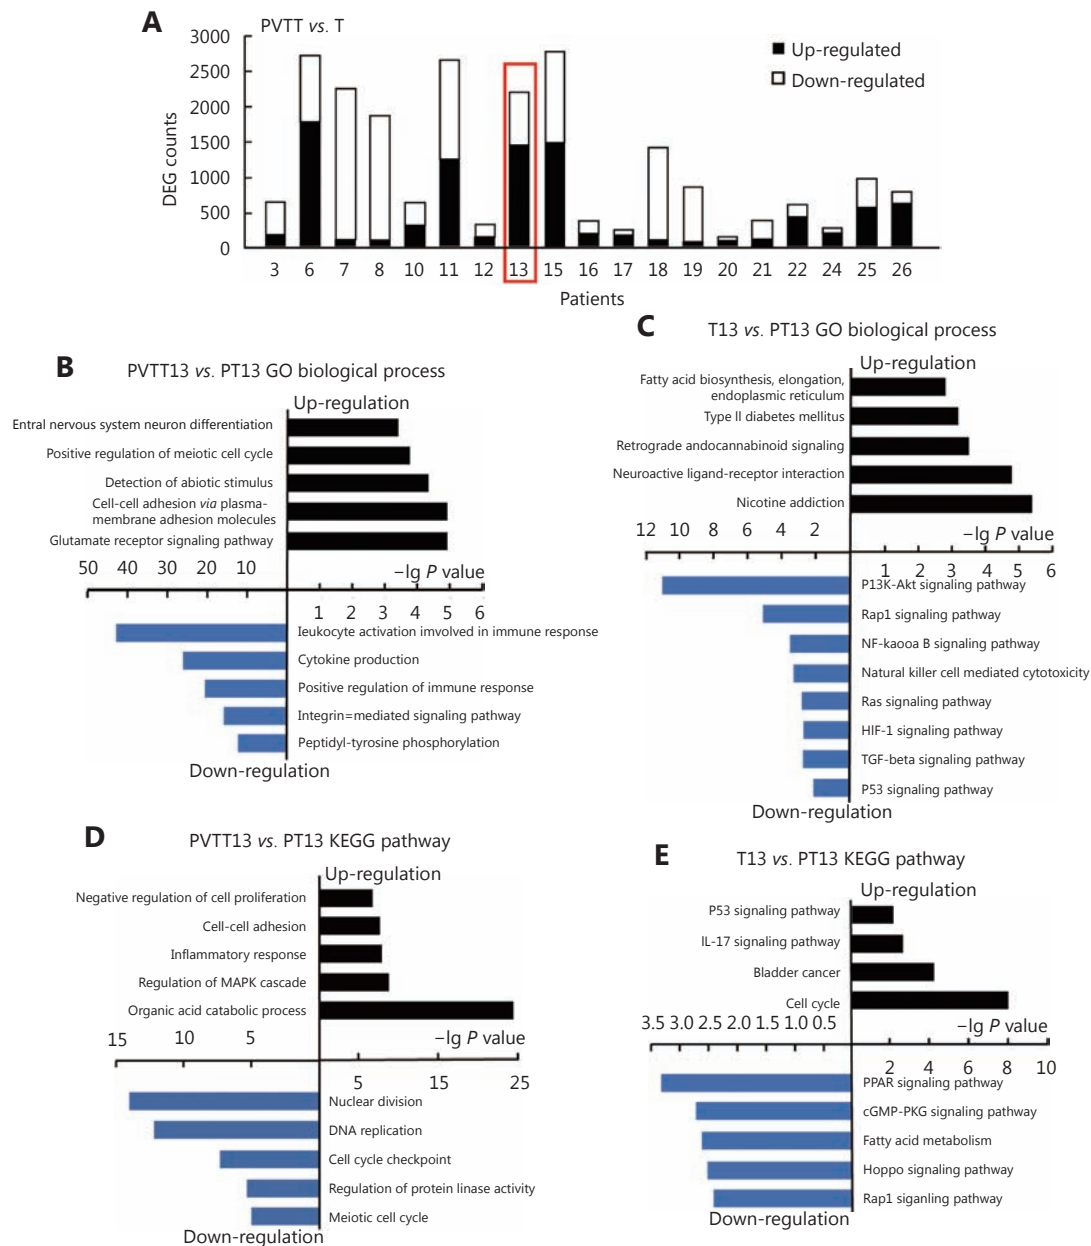 A
PVTT vs. T
3000
2500
2000
1500
1000
500
0
DEG counts
Up-regulated
Down-regulated
3 6 7 8 10 11 12 13 15 16 17 18 19 20 21 22 24 25 26
Patients
B
PVTT13 vs. PT13 GO biological process
Up-regulation
Entral nervous system neuron differentiation
Positive regulation of meiotic cell cycle
Detection of abiotic stimulus
Cell-cell adhesion via plasma-
membrane adhesion molecules
Glutamate receptor signaling pathway
50 40 30 20 10
−lg P value
1 2 3 4 5 6
Ieukocyte activation imvolved in immune response
Cytokine production
Positive regulation of immune response
Integrin=mediated signaling pathway
Peptidyl-tyrosine phosphorylation
Down-regulation
C
T13 vs. PT13 GO biological process
Up-regulation
Fatty acid biosynthesis, elongation,
endoplasmic reticulum
Type II diabetes mellitus
Retrograde andocannabinoid signaling
Neuroactive ligand-receptor interaction
Nicotine addiction
12 10 8 6 4 2
−lg P value
1 2 3 4 5 6
P13K-Akt signaling pathway
Rap1 signaling pathway
NF-kaooa B signaling pathway
Natural killer cell mediated cytotoxicity
Ras signaling pathway
HIF-1 signaling pathway
TGF-beta signaling pathway
P53 signaling pathway
Down-regulation
D
PVTT13 vs. PT13 KEGG pathway
Up-regulation
Negative regulation of cell proliferation
Cell-cell adhesion
Inflammatory response
Regulation of MAPK cascade
Organic acid catabolic process
15 10 5
−lg P value
5 15 25
Nuclear division
DNA replication
Cell cycle checkpoint
Regulation of protein linase activity
Meiotic cell cycle
Down-regulation
E
T13 vs. PT13 KEGG pathway
Up-regulation
P53 signaling pathway
IL-17 signaling pathway
Bladder cancer
Cell cycle
3.5 3.0 2.5 2.0 1.5 1.0 0.5
−lg P value
2 4 6 8 10
PPAR signaling pathway
cGMP-PKG signaling pathway
Fatty acid metabolism
Hoppo signaling pathway
Rap1 siganling pathway
Down-regulation